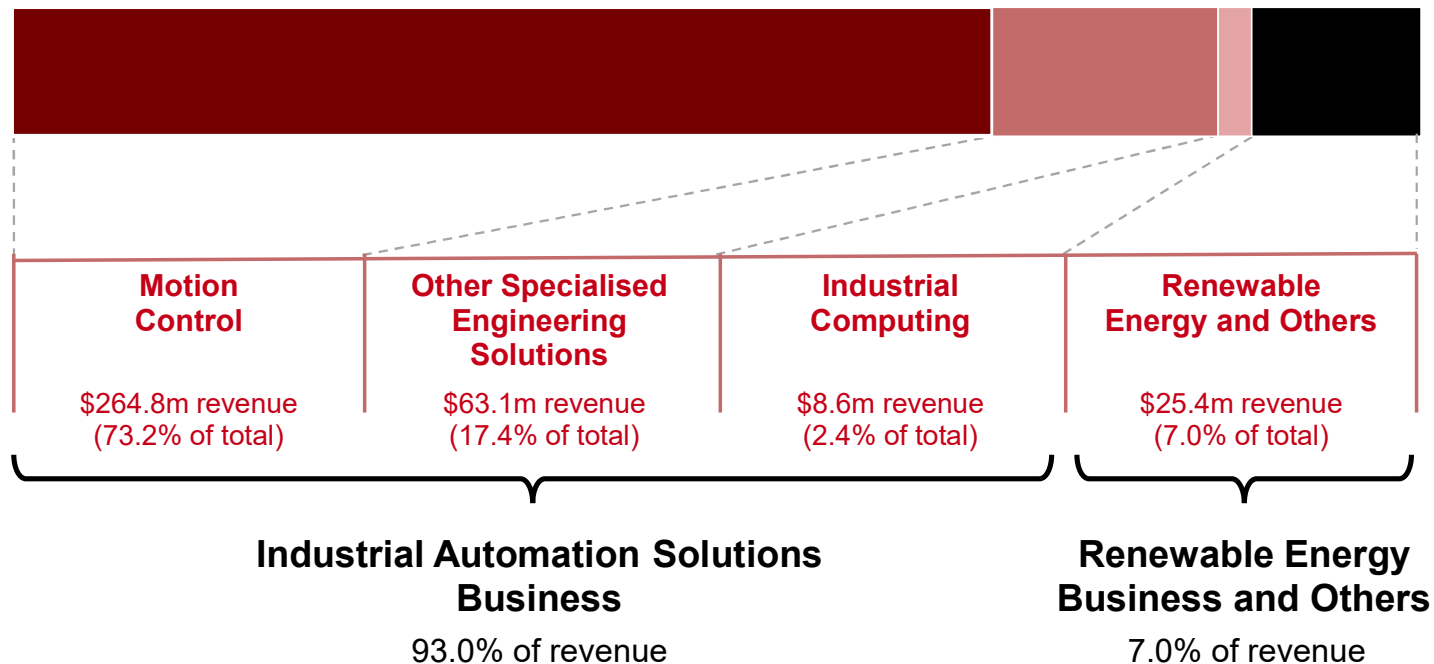 Motion
Control
$264.8m revenue
(73.2% of total)
Other Specialised
Engineering
Solutions
$63.1m revenue
(17.4% of total)
Industrial
Computing
$8.6m revenue
(2.4% of total)
Renewable
Energy and Others
$25.4m revenue
(7.0% of total)
Industrial Automation Solutions
Business
93.0% of revenue
Renewable Energy
Business and Others
7.0% of revenue